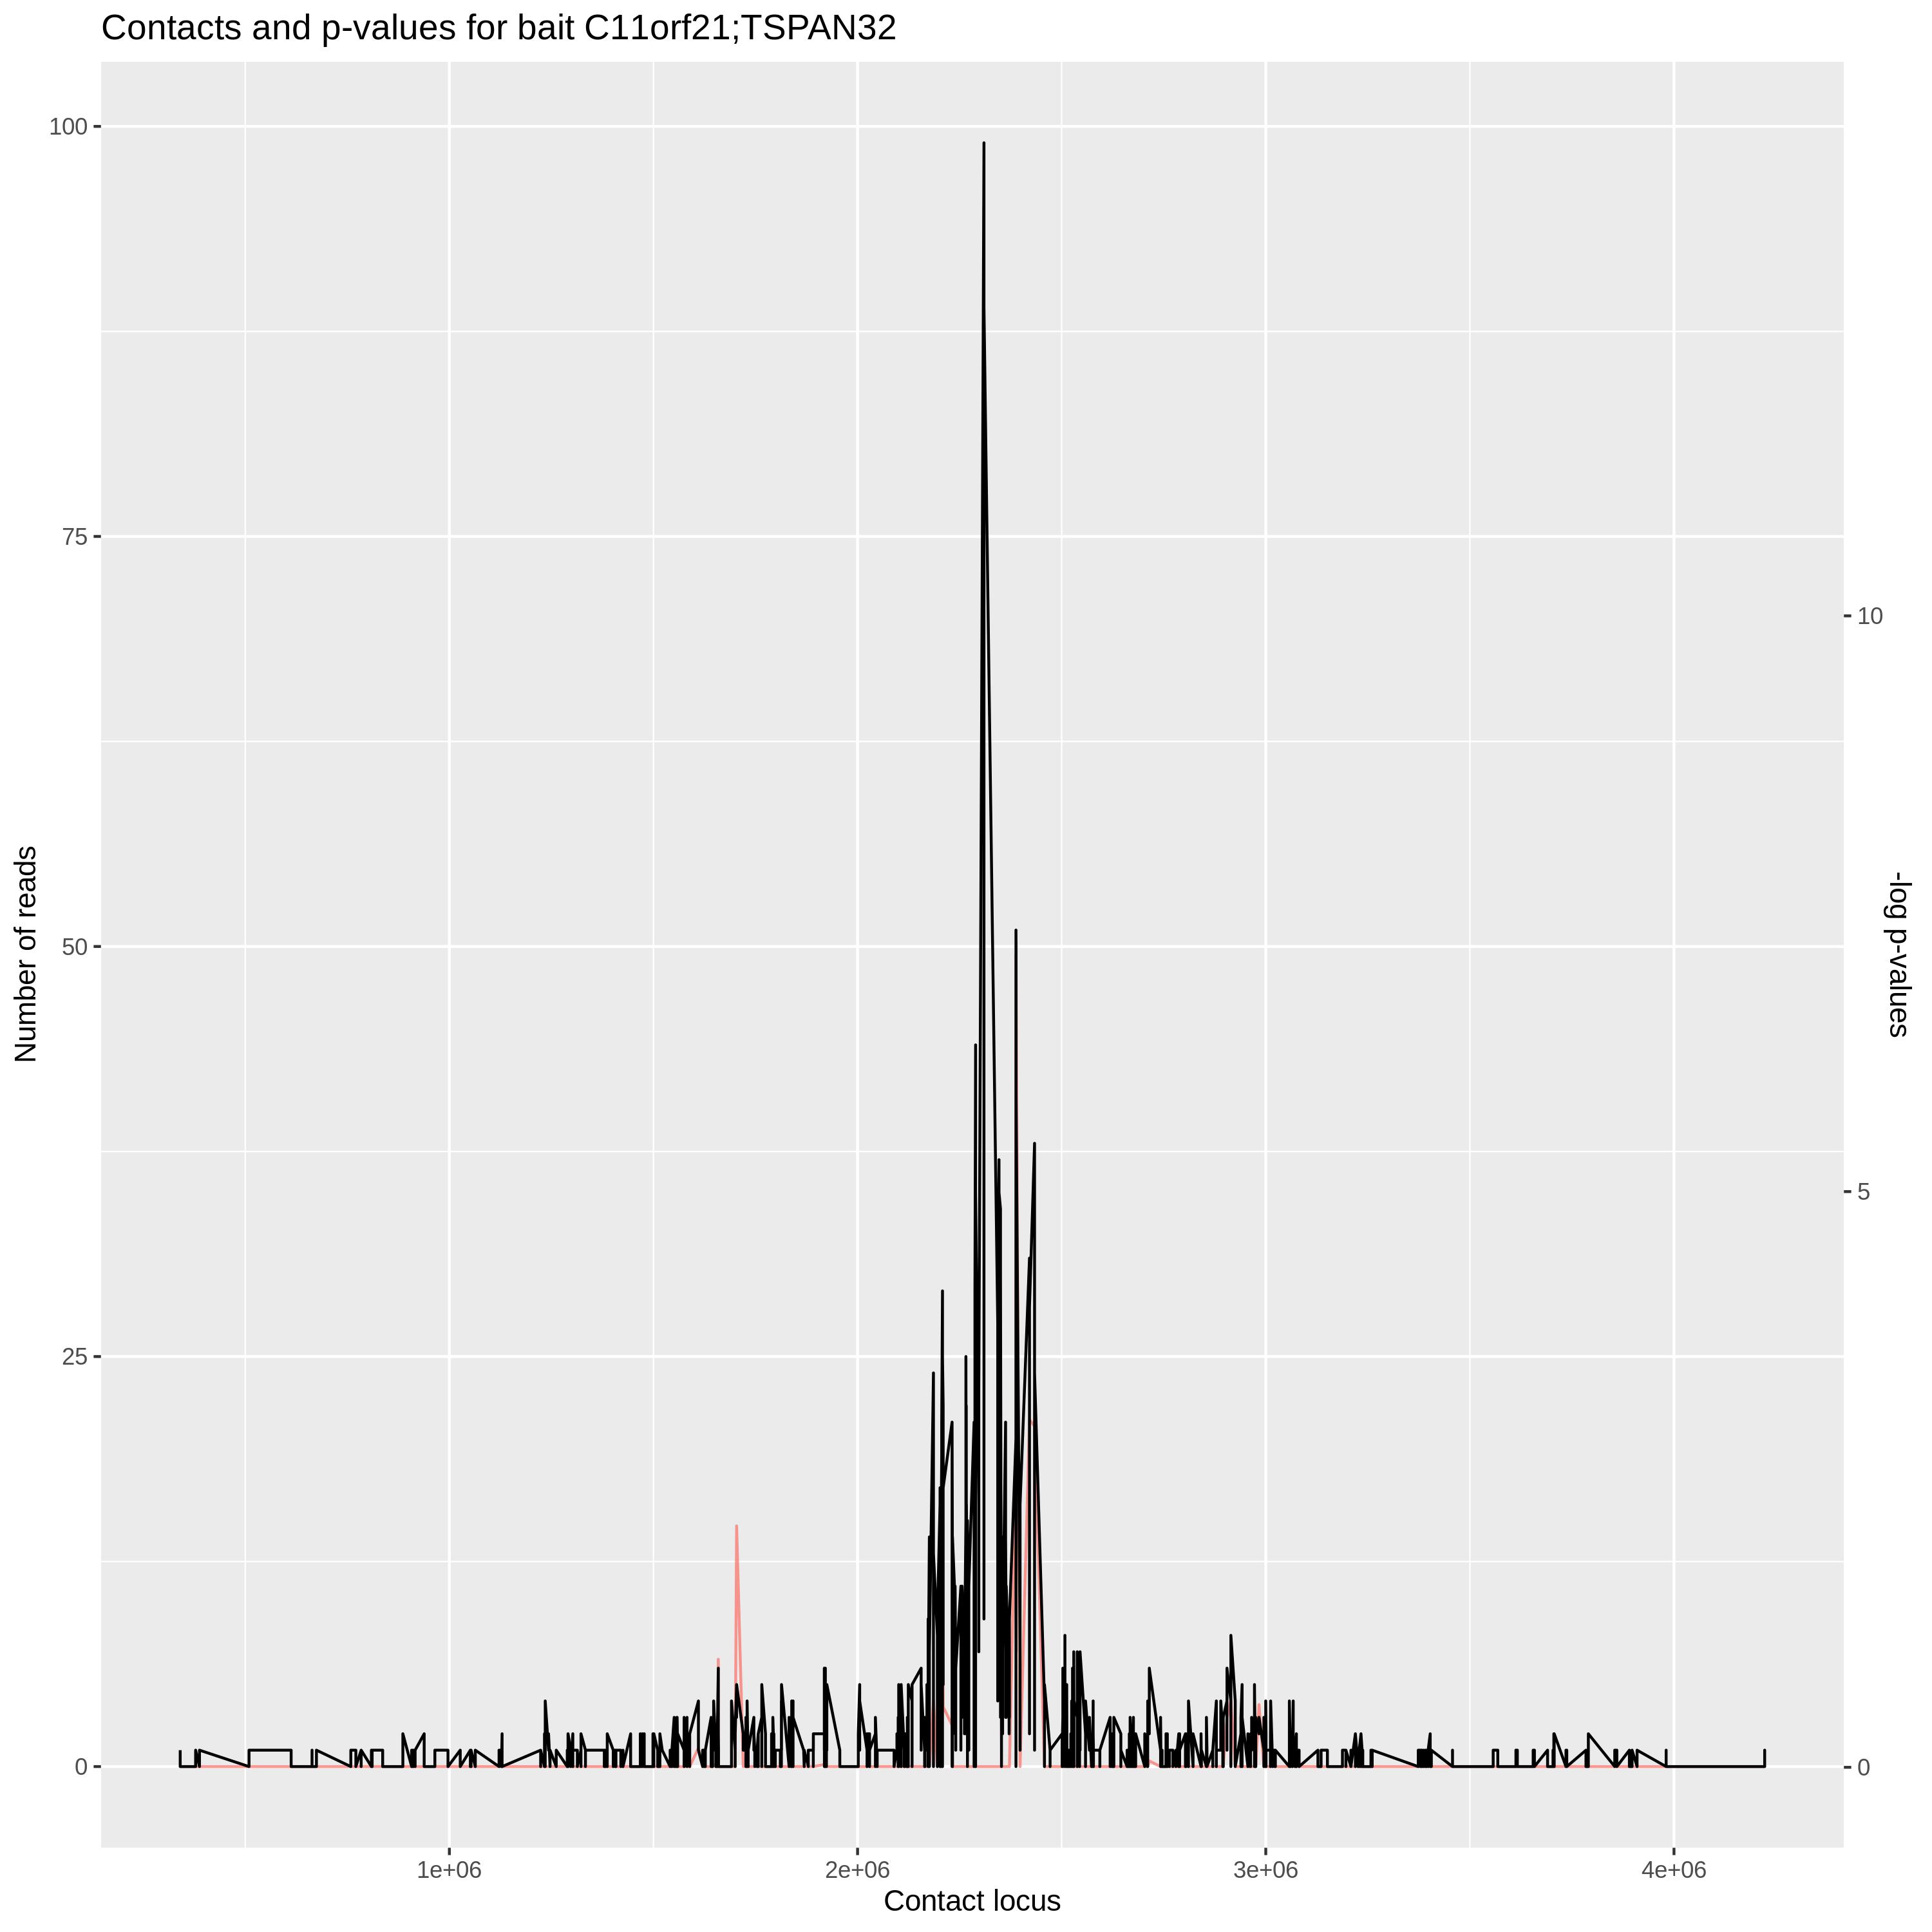 Contacts and p-values for bait C11orf21;TSPAN32
100
75
50
25
0
Number of reads
10
5
0
-log p-values
1e+06
2e+06
3e+06
4e+06
Contact locus